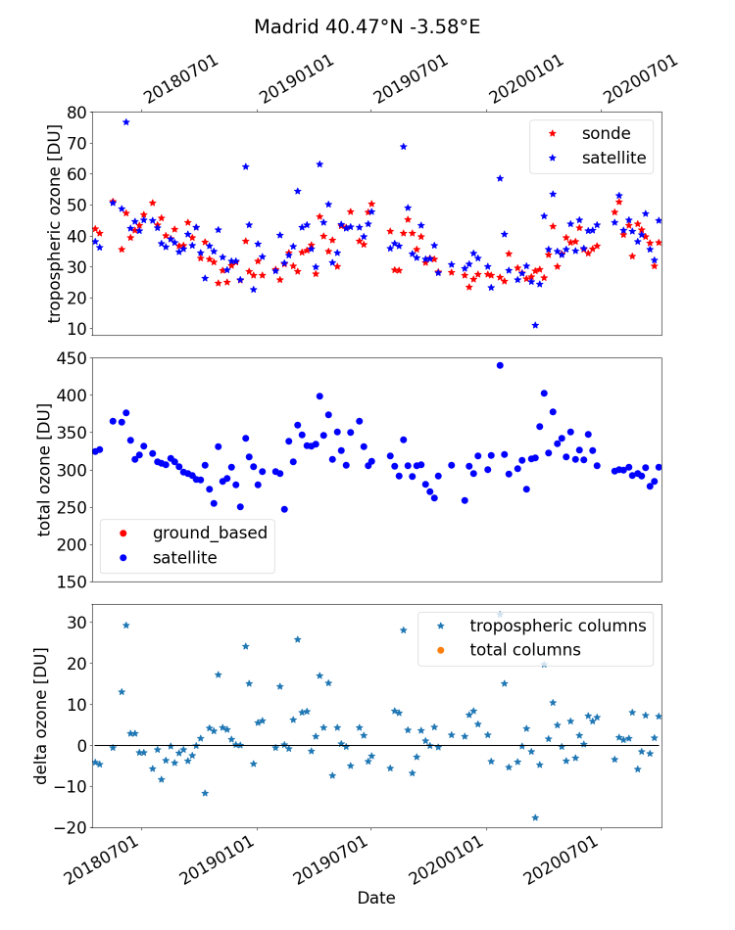 Madrid 40.47°N -3.58°E
20180701 20190101 20190701 20200101 20200701
80
70
60
50
40
30
20
10
tropospheric ozone [DU]
sonde
satellite
450
400
350
300
250
200
150
total ozone [DU]
ground_based
satellite
30
20
10
0
−10
−20
delta ozone [DU]
tropospheric columns
total columns
20180701 20190101 20190701 20200101 20200701
Date